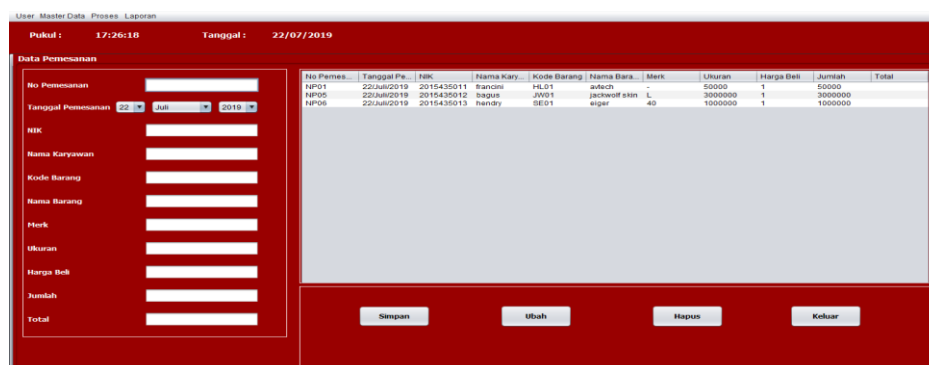 User Master Data Proses Laporan
Pukul : 17:26:18 Tanggal : 22/07/2019
Data Pemesanan
No Pemesanan
Tanggal Pemesanan 22 Juli 2019
NIK
Nama Karyawan
Kode Barang
Nama Barang
Merk
Ukuran
Harga Beli
Jumlah
Total
No Pemes... Tanggal Pe... NIK Nama Kary... Kode Barang Nama Bara... Merk Ukuran Harga Beli Jumlah Total
NP01 22/Juli/2019 2015435011 francini HL01 avtech - 50000 1 50000
NP05 22/Juli/2019 2015435012 bagus JW01 jackwolf skin L 3000000 1 3000000
NP06 22/Juli/2019 2015435013 hendry SE01 eiger 40 1000000 1 1000000
Simpan Ubah Hapus Keluar